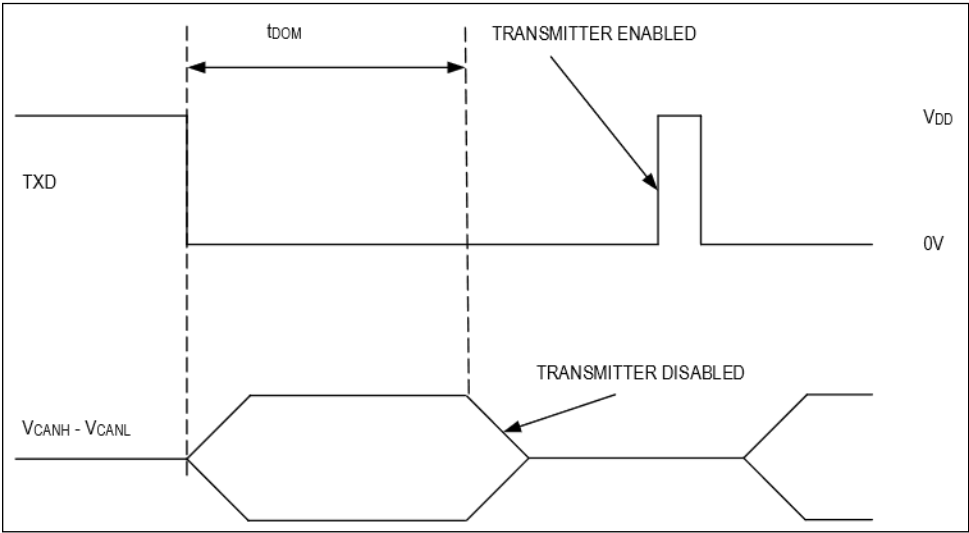 tDOM
TRANSMITTER ENABLED
VDD
TXD
0V
TRANSMITTER DISABLED
VCANH - VCANL